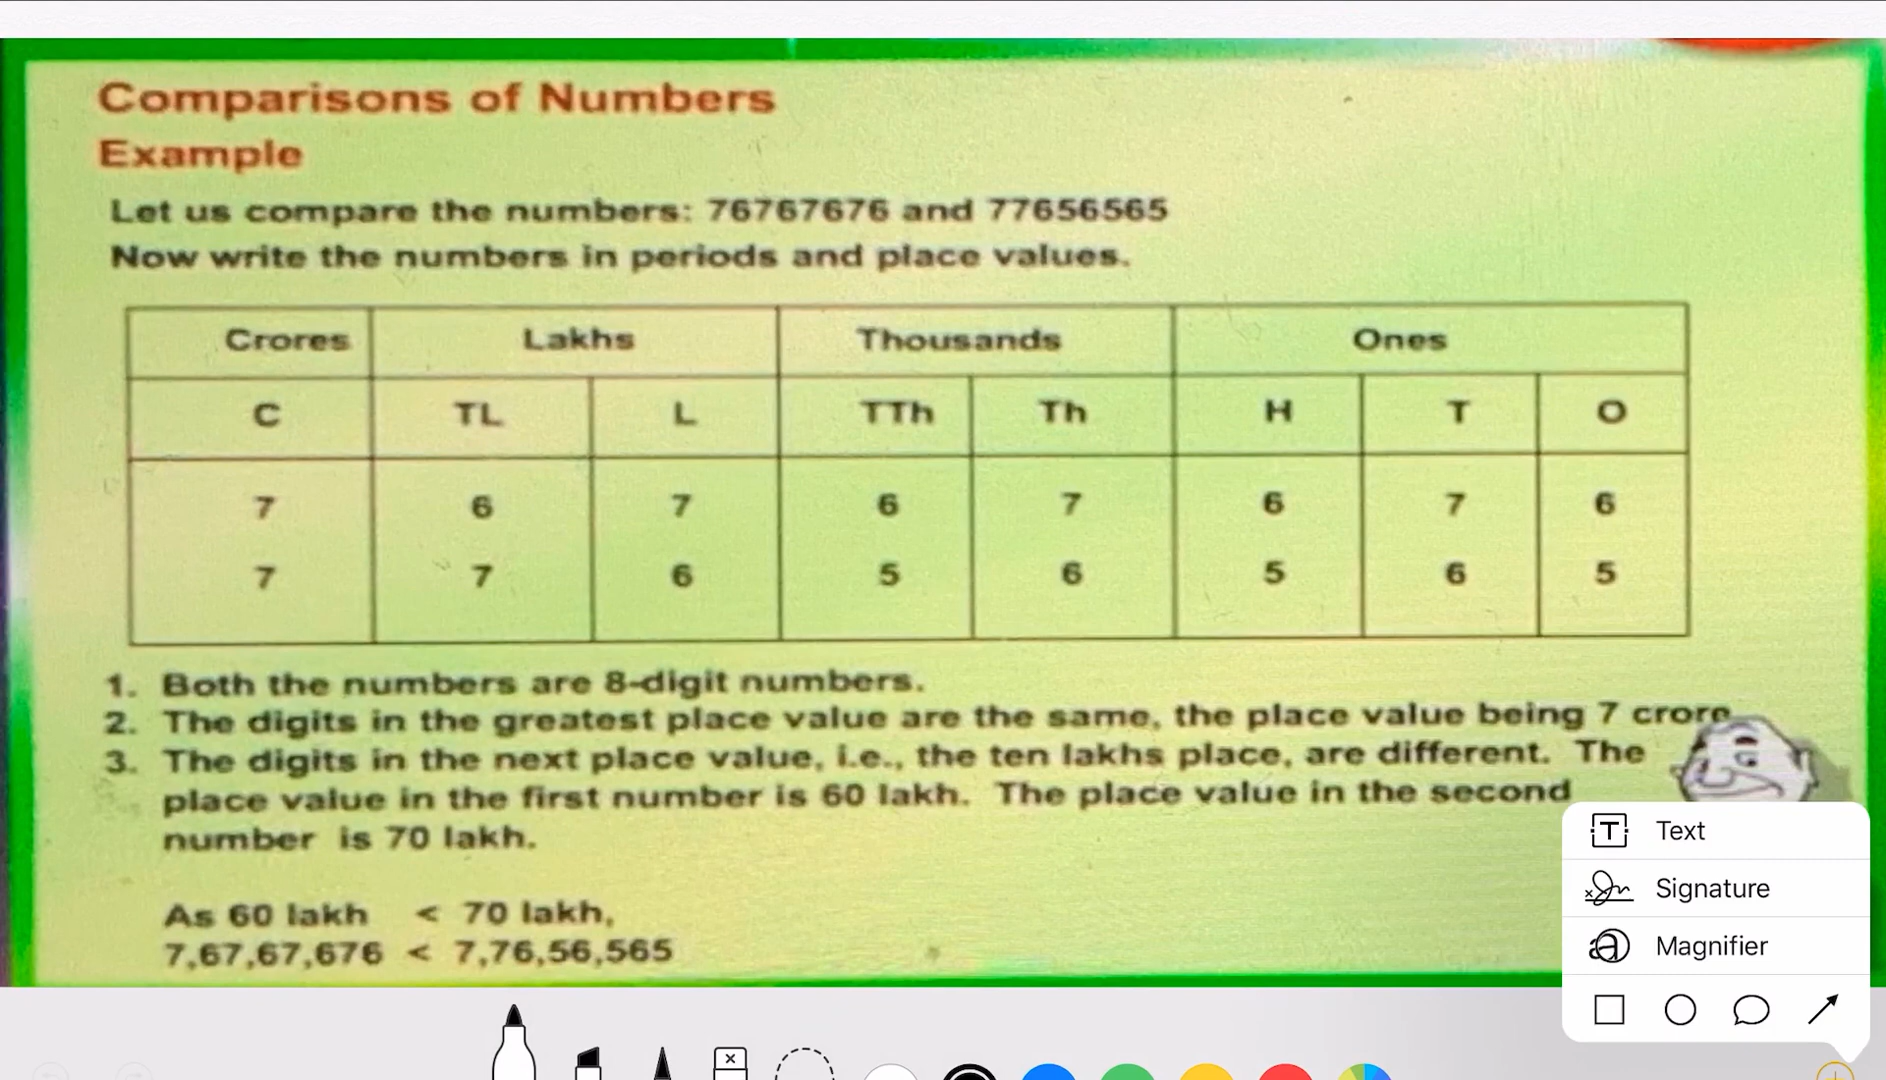 Comparisons of Numbers
Example
Let us compare the numbers: 76767676 and 77656565
Now write the numbers in periods and place values.
Crores Lakhs Thousands Ones
C TL L TTh Th H T O
7 6 7 6 7 6 7 6
7 7 6 5 6 5 6 5
1. Both the numbers are 8-digit numbers.
2. The digits in the greatest place value are the same, the place value being 7 crore
3. The digits in the next place value, i.e., the ten lakhs place, are different. The
place value in the first number is 60 lakh. The place value in the second
number is 70 lakh.
As 60 lakh < 70 lakh,
7,67,67,676 < 7,76,56,565
Text
Signature
Magnifier